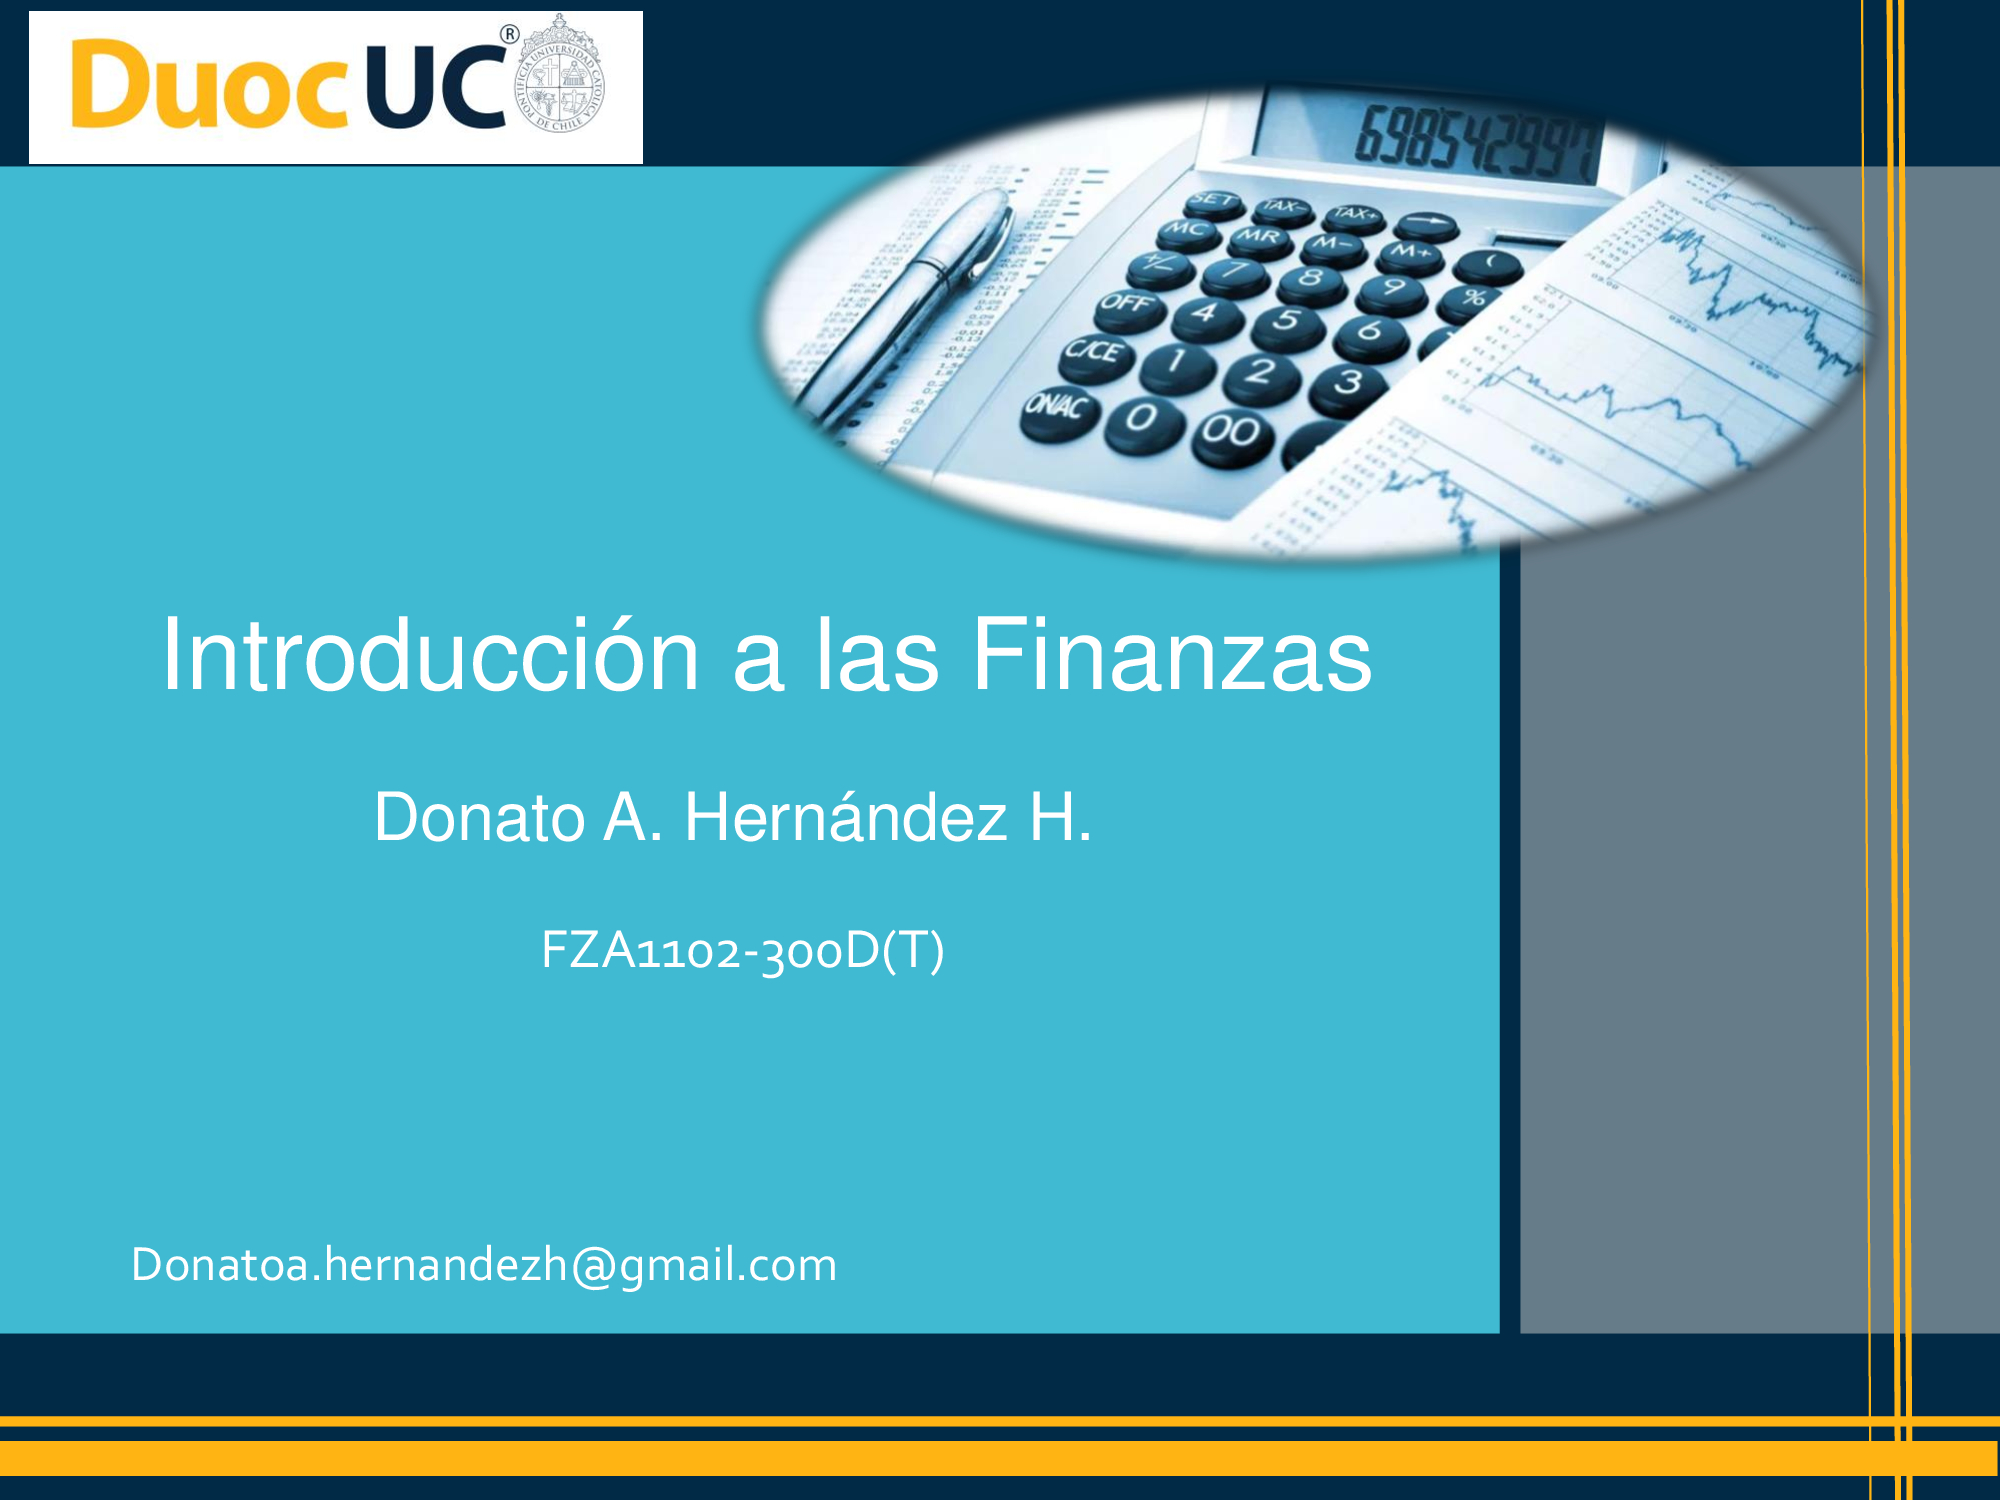 DuocUC®
PONTIFICIA UNIVERSIDAD CATOLICA DE CHILE
698542997
SET TAX- TAX+
MC MR M- M+
+/- 7 8 9 %
OFF 4 5 6
C/CE 1 2 3
ON/AC 0 00
Introducción a las Finanzas
Donato A. Hernández H.
FZA1102-300D(T)
Donatoa.hernandezh@gmail.com